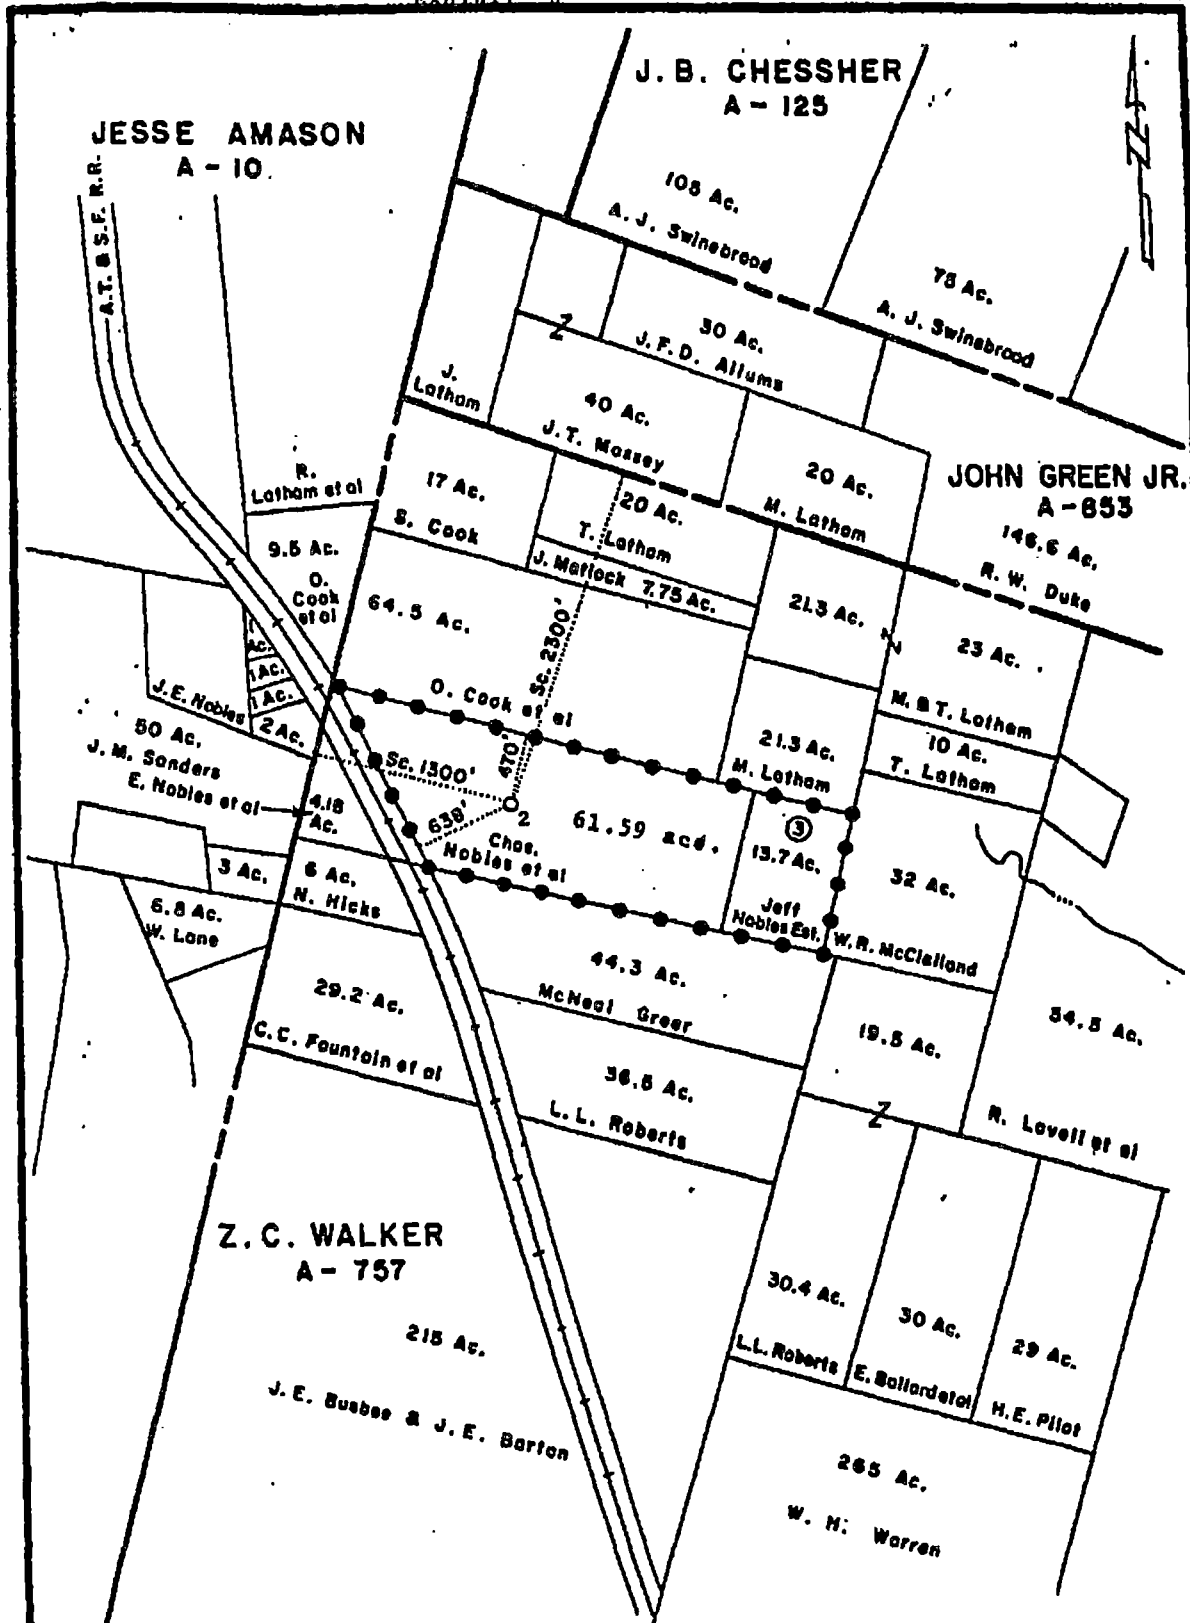 J. B. CHESSHER
A - 125
JESSE AMASON
A - 10.
A.T. & S.F. R.R.
105 Ac.
A. J. Swinebroad
75 Ac.
A. J. Swinebroad
30 Ac.
J. F. D. Allums
J.
Latham
40 Ac.
J. T. Massey
20 Ac.
M. Latham
JOHN GREEN JR.
A - 853
146.6 Ac.
R. W. Duke
R.
Latham et al
17 Ac.
S. Cook
20 Ac.
T. Latham
J. Matlock 7.75 Ac.
9.5 Ac.
O.
Cook
et al
64.5 Ac.
21.3 Ac.
23 Ac.
M. & T. Latham
Sc. 2300'
O. Cook et al
1
Ac.
1 Ac.
1 Ac.
2 Ac.
J. E. Nobles
50 Ac.
J. M. Sanders
E. Nobles et al
4.18
Ac.
Sc. 1300'
470'
638'
2
Chas.
Nobles et al
61.59 acd.
21.3 Ac.
M. Latham
3
13.7 Ac.
Jeff
Nobles Est.
10 Ac.
T. Latham
32 Ac.
W. R. McClelland
3 Ac.
6 Ac.
N. Hicks
6.8 Ac.
W. Lane
44.3 Ac.
McNeal Greer
29.2 Ac.
C. C. Fountain et al
36.5 Ac.
L. L. Roberts
19.5 Ac.
54.5 Ac.
R. Lovell et al
Z. C. WALKER
A - 757
215 Ac.
J. E. Busbee & J. E. Barton
30.4 Ac.
L. L. Roberts
30 Ac.
E. Ballard et al
29 Ac.
H. E. Pilot
265 Ac.
W. H. Warren